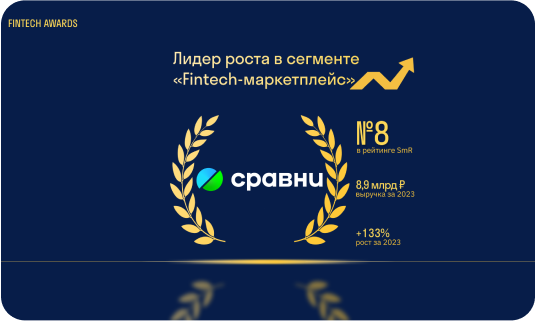 FINTECH AWARDS
Лидер роста в сегменте
«Fintech-маркетплейс»
№8
в рейтинге SmR
сравни
8,9 млрд ₽
выручка за 2023
+133%
рост за 2023